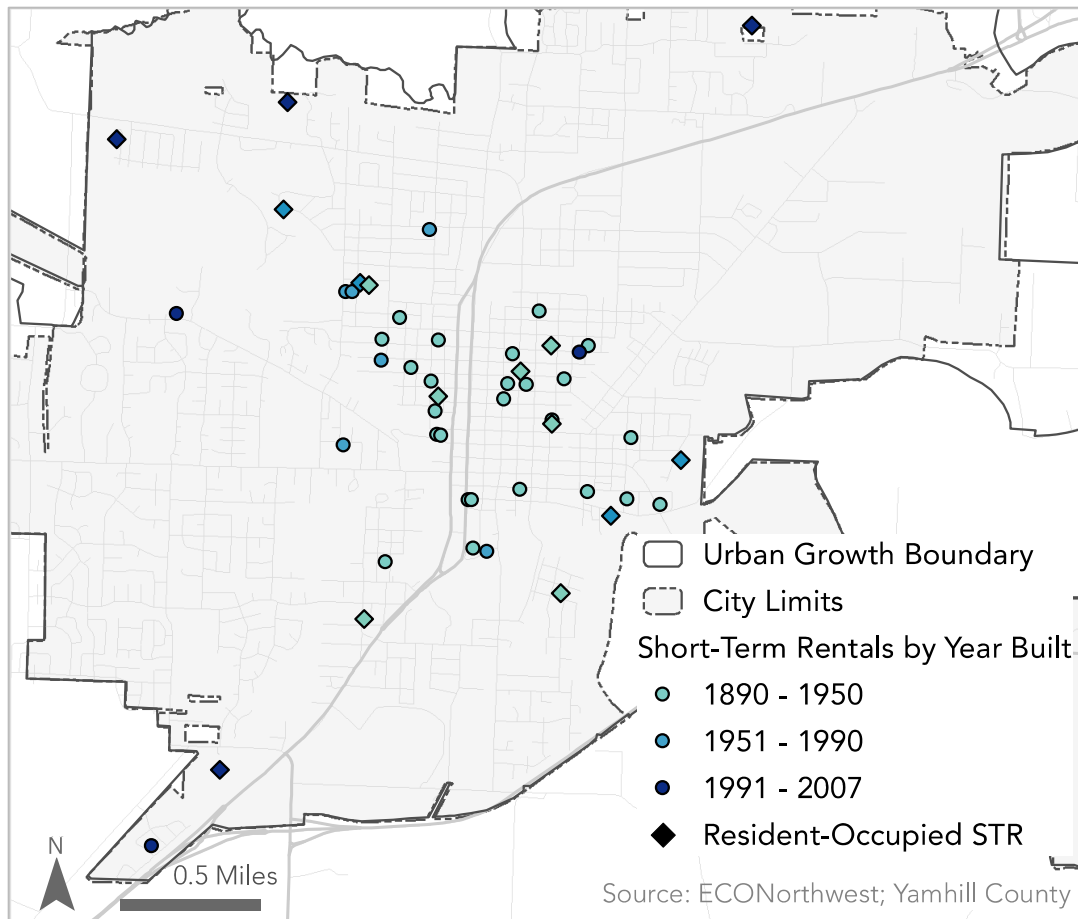 Urban Growth Boundary
City Limits
Short-Term Rentals by Year Built
1890 - 1950
1951 - 1990
1991 - 2007
Resident-Occupied STR
N
0.5 Miles
Source: ECONorthwest; Yamhill County